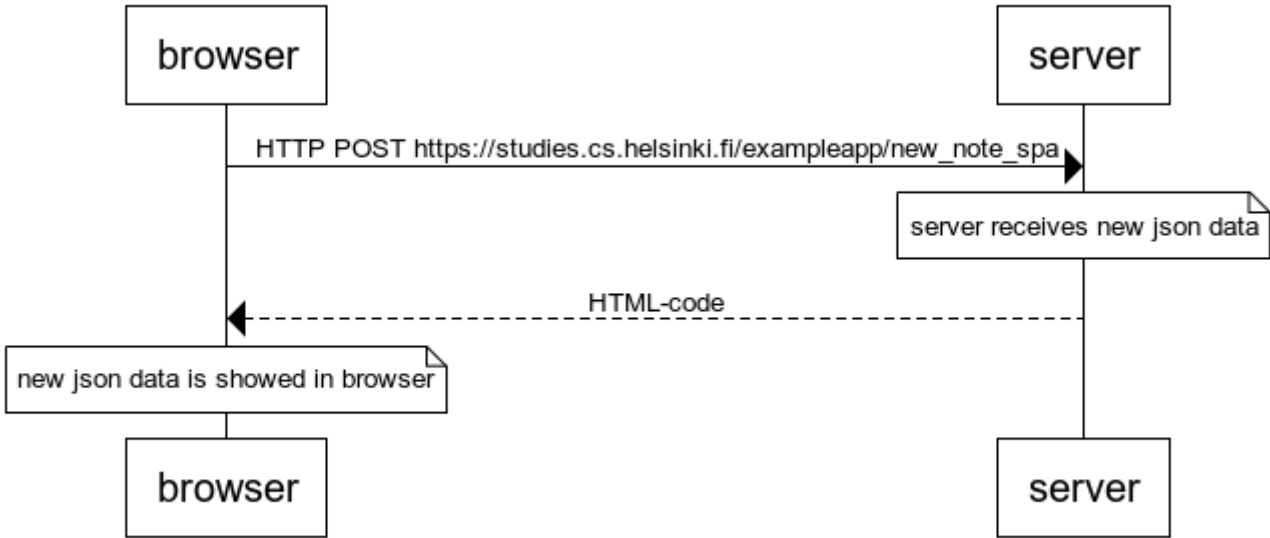 browser
server
HTTP POST https://studies.cs.helsinki.fi/exampleapp/new_note_spa
server receives new json data
HTML-code
new json data is showed in browser
browser
server